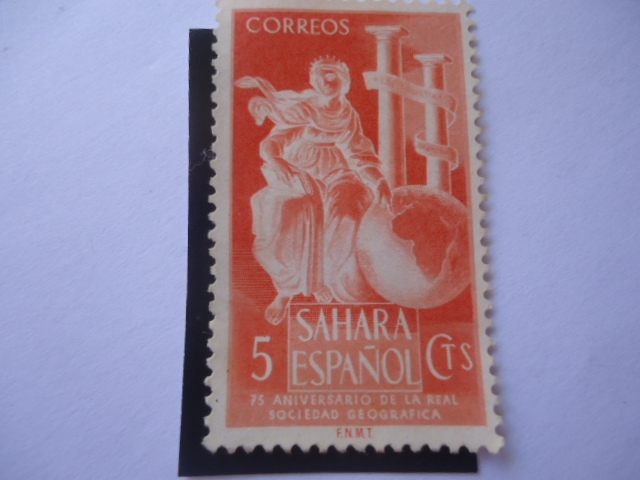 CORREOS
SAHARA
5 ESPAÑOL CTS
75 ANIVERSARIO DE LA REAL
SOCIEDAD GEOGRAFICA
F.N.M.T.